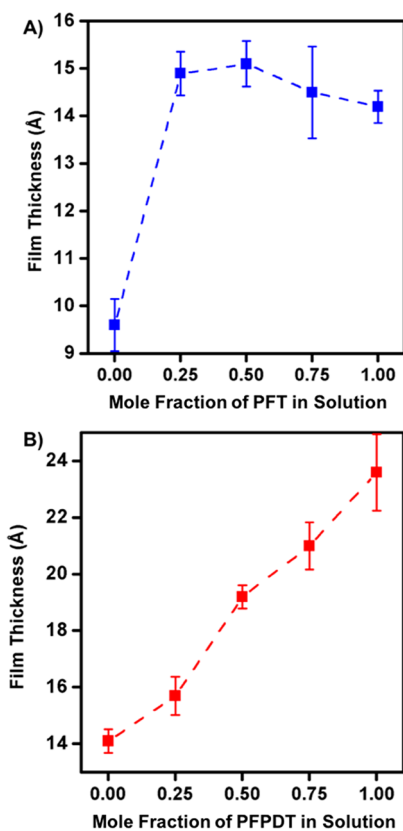 A)
16
15
14
13
12
11
10
9
Film Thickness (Å)
0.00 0.25 0.50 0.75 1.00
Mole Fraction of PFT in Solution
B)
24
22
20
18
16
14
Film Thickness (Å)
0.00 0.25 0.50 0.75 1.00
Mole Fraction of PFPDT in Solution